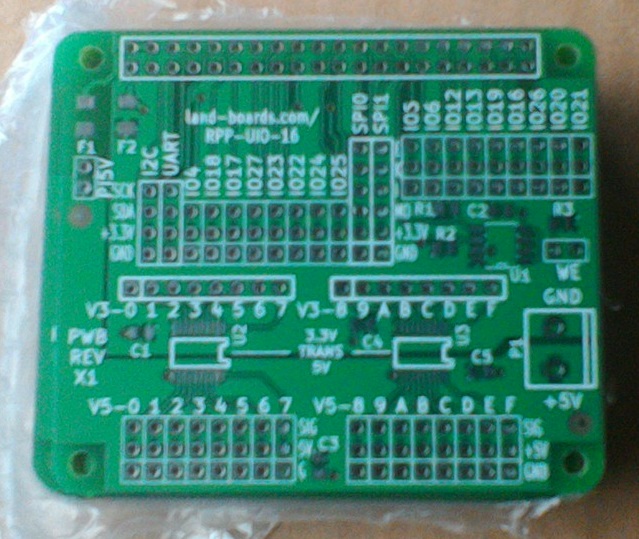 land-boards.com/
RPP-UIO-16
F1 F2
PI5V
I2C UART IO4 IO18 IO17 IO27 IO23 IO22 IO24 IO25 SPI0 SPI1
IO5 IO6 IO12 IO13 IO19 IO16 IO26 IO20 IO21
SCK
SDA
+3.3V
GND
+3.3V
GND
R1 C2 R3
R2
U1
WE
GND
V3-0 1 2 3 4 5 6 7
V3-8 9 A B C D E F
PWB
REV
X1
C1
U2
3.3V
TRANS
5V
C4
U3
C5
P1
+5V
V5-0 1 2 3 4 5 6 7
V5-8 9 A B C D E F
SIG
5V
G
C3
SIG
+5V
GND